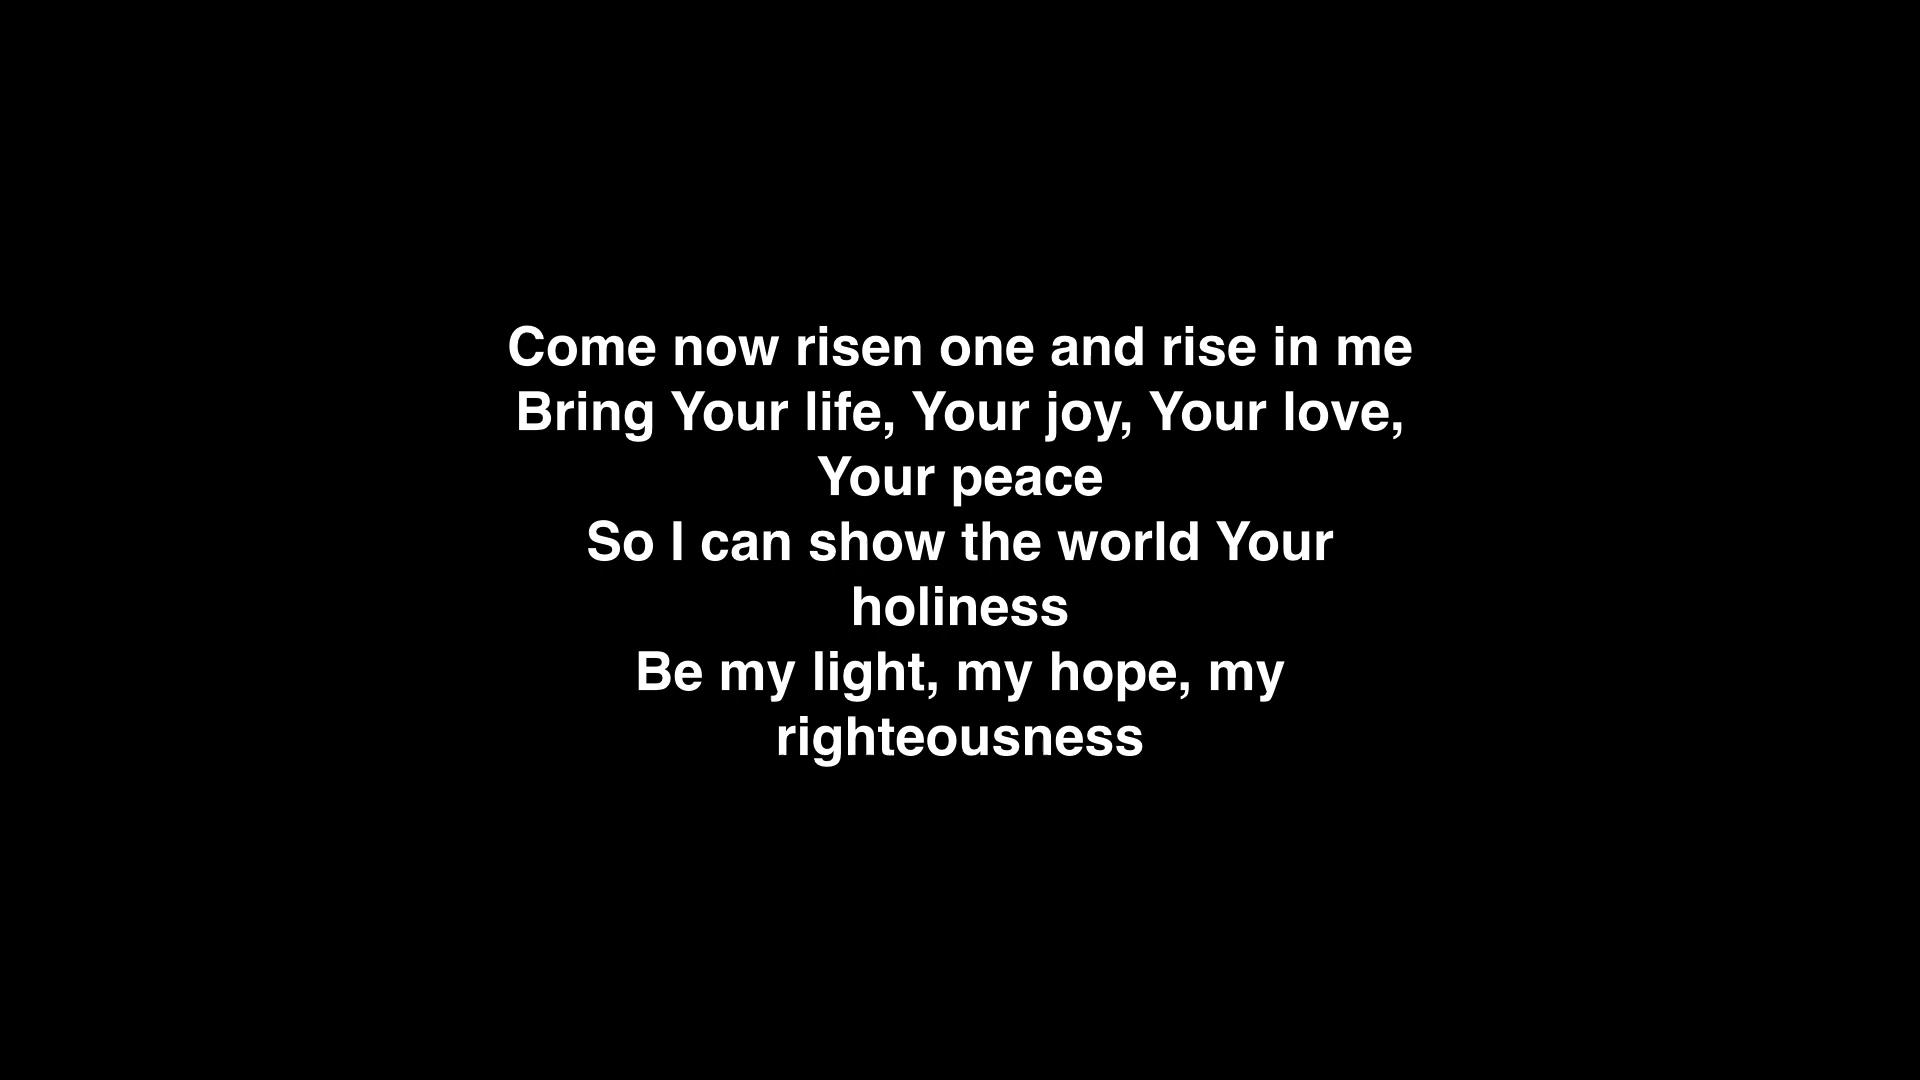 Come now risen one and rise in me
Bring Your life, Your joy, Your love,
Your peace
So I can show the world Your
holiness
Be my light, my hope, my
righteousness